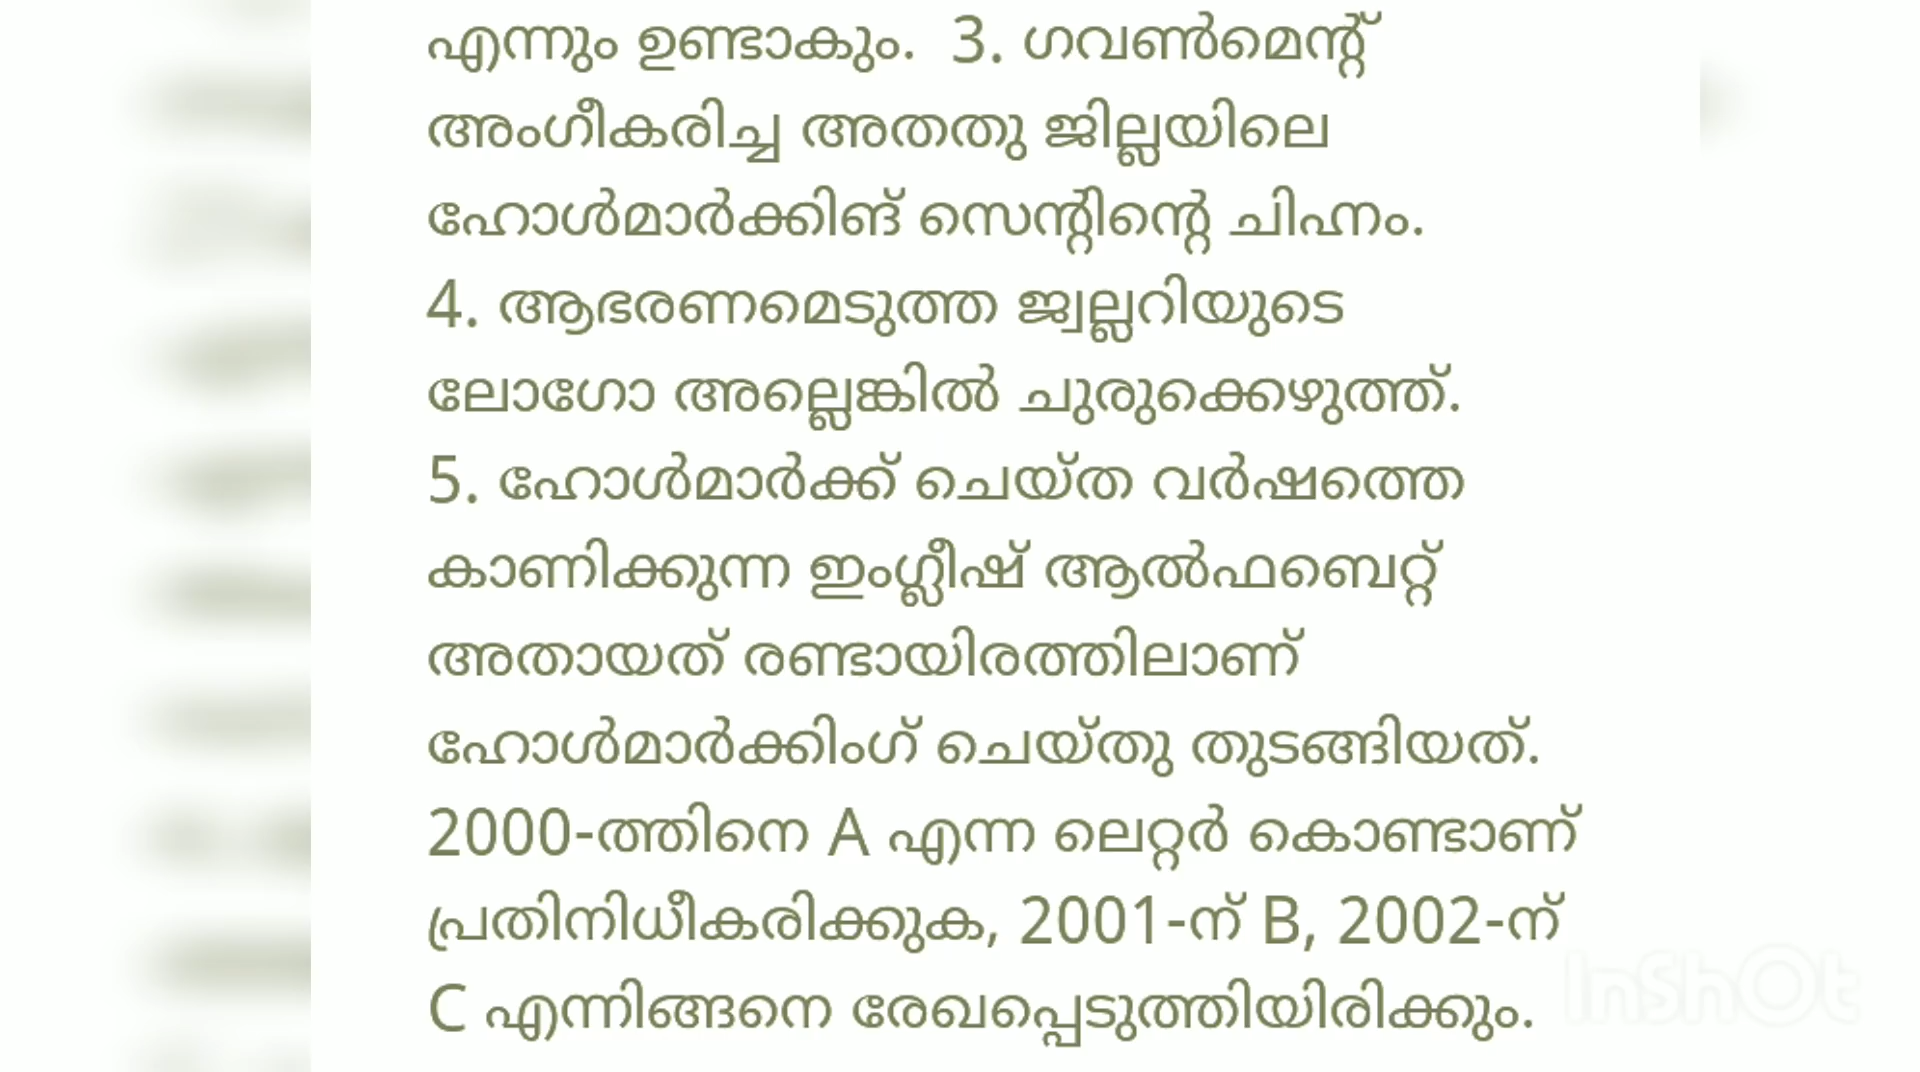 എന്നും ഉണ്ടാകും.  3. ഗവൺമെന്റ്
അംഗീകരിച്ച അതതു ജില്ലയിലെ
ഹോൾമാർക്കിങ് സെന്റിന്റെ ചിഹ്നം.
4. ആഭരണമെടുത്ത ജ്വല്ലറിയുടെ
ലോഗോ അല്ലെങ്കിൽ ചുരുക്കെഴുത്ത്.
5. ഹോൾമാർക്ക് ചെയ്ത വർഷത്തെ
കാണിക്കുന്ന ഇംഗ്ലീഷ് ആൽഫബെറ്റ്
അതായത് രണ്ടായിരത്തിലാണ്
ഹോൾമാർക്കിംഗ് ചെയ്തു തുടങ്ങിയത്.
2000-ത്തിനെ A എന്ന ലെറ്റർ കൊണ്ടാണ്
പ്രതിനിധീകരിക്കുക, 2001-ന് B, 2002-ന്
C എന്നിങ്ങനെ രേഖപ്പെടുത്തിയിരിക്കും.
InShOt